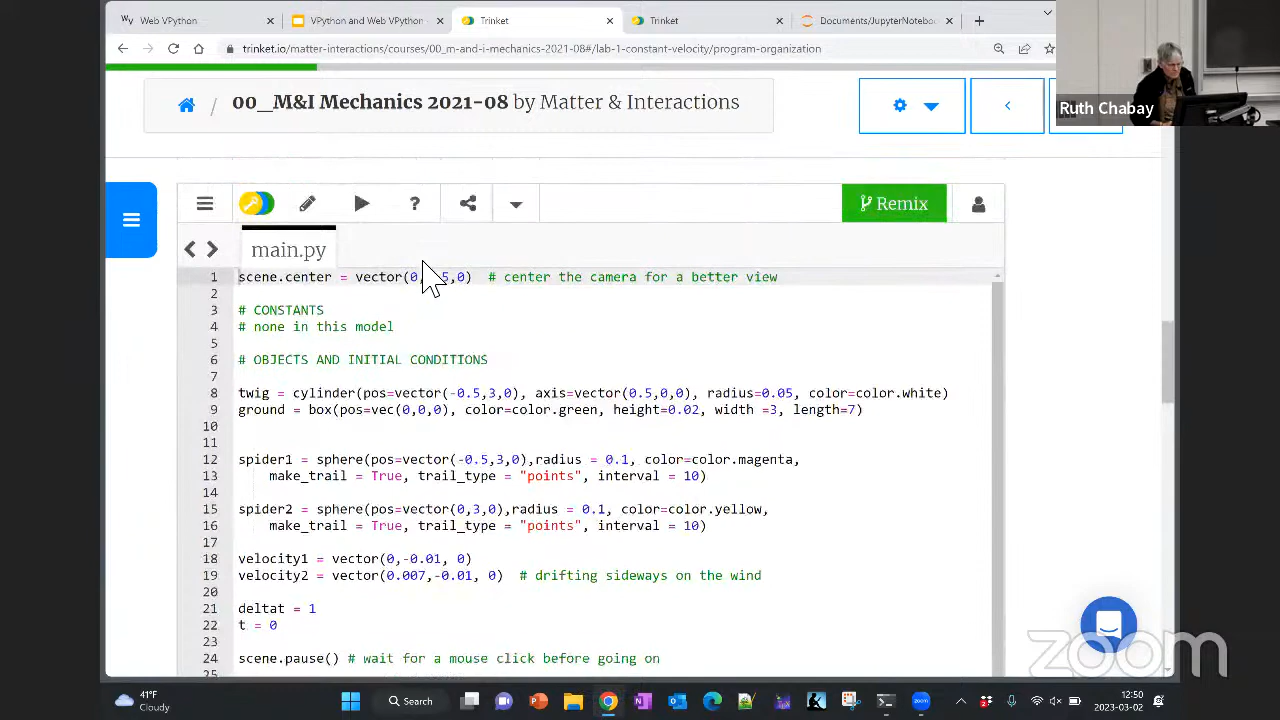 Web VPython
VPython and Web VPython
Trinket
Trinket
Documents/JupyterNotebook
trinket.io/matter-interactions/courses/00_m-and-i-mechanics-2021-08#/lab-1-constant-velocity/program-organization
Ruth Chabay
00_M&I Mechanics 2021-08 by Matter & Interactions
Remix
main.py
1 scene.center = vector(0, 5,0) # center the camera for a better view
2
3 # CONSTANTS
4 # none in this model
5
6 # OBJECTS AND INITIAL CONDITIONS
7
8 twig = cylinder(pos=vector(-0.5,3,0), axis=vector(0.5,0,0), radius=0.05, color=color.white)
9 ground = box(pos=vec(0,0,0), color=color.green, height=0.02, width =3, length=7)
10
11
12 spider1 = sphere(pos=vector(-0.5,3,0),radius = 0.1, color=color.magenta,
13 make_trail = True, trail_type = "points", interval = 10)
14
15 spider2 = sphere(pos=vector(0,3,0),radius = 0.1, color=color.yellow,
16 make_trail = True, trail_type = "points", interval = 10)
17
18 velocity1 = vector(0,-0.01, 0)
19 velocity2 = vector(0.007,-0.01, 0) # drifting sideways on the wind
20
21 deltat = 1
22 t = 0
23
24 scene.pause() # wait for a mouse click before going on
25
zoom
41°F
Cloudy
Search
12:50
2023-03-02